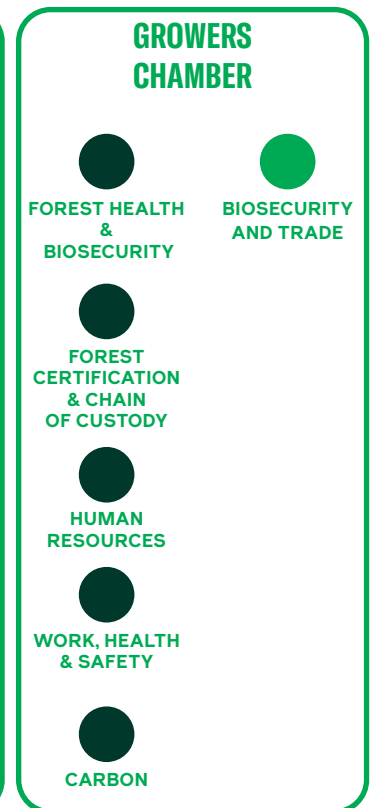 GROWERS
CHAMBER
FOREST HEALTH
&
BIOSECURITY
BIOSECURITY
AND TRADE
FOREST
CERTIFICATION
& CHAIN
OF CUSTODY
HUMAN
RESOURCES
WORK, HEALTH
& SAFETY
CARBON